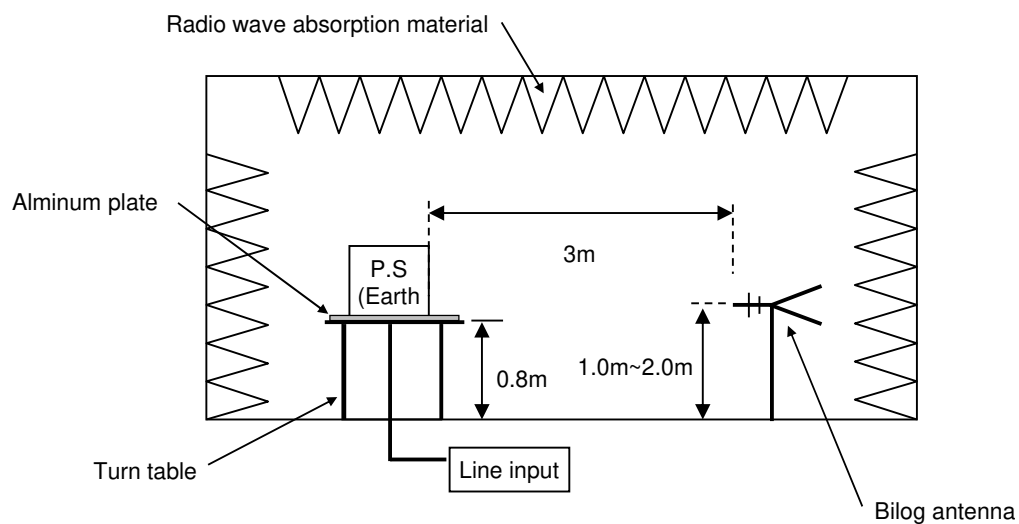 Radio wave absorption material
Alminum plate
3m
P.S
(Earth
0.8m
1.0m~2.0m
Turn table
Line input
Bilog antenna